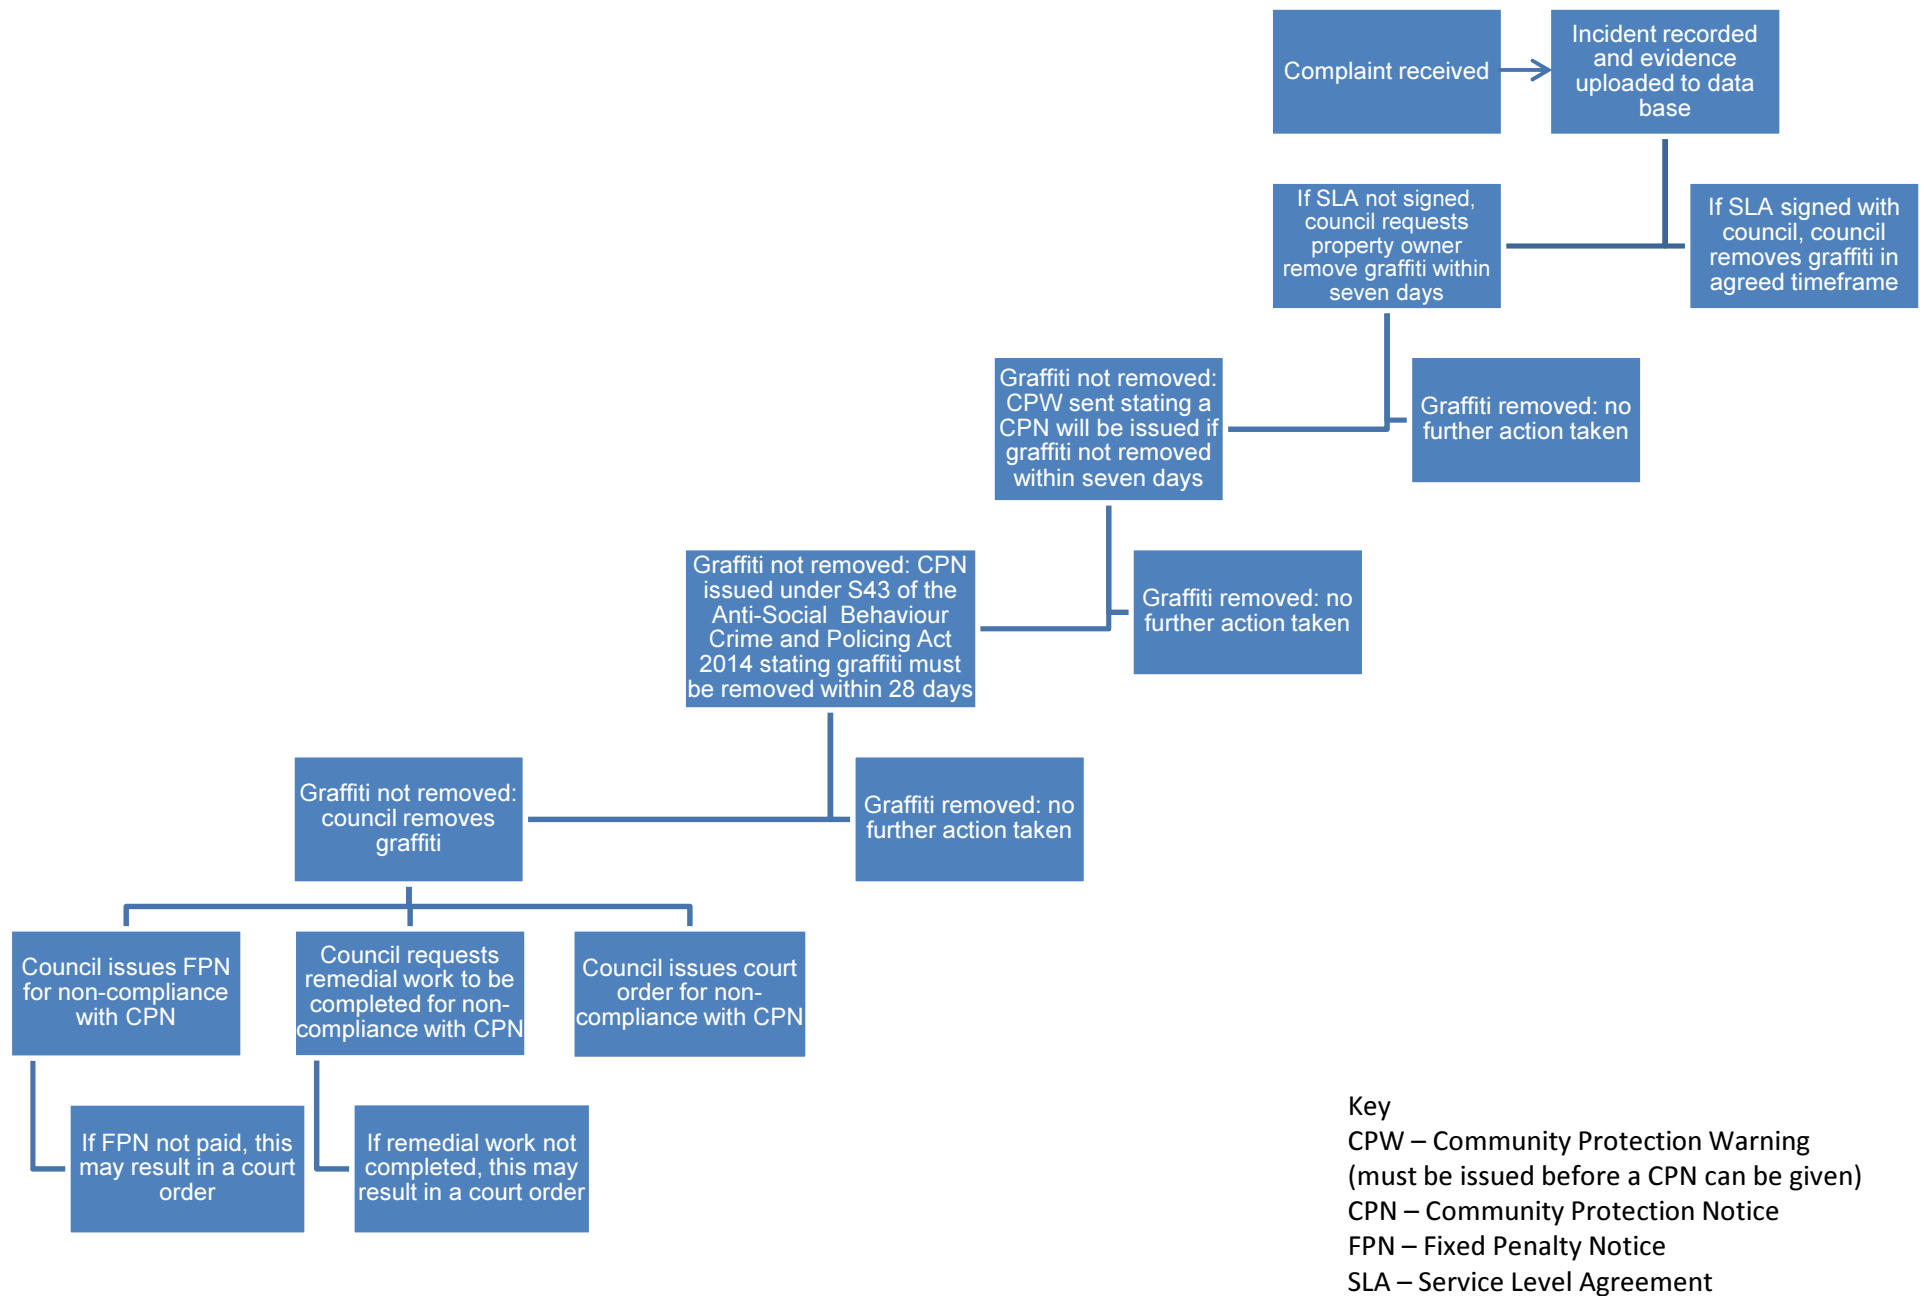 Complaint received
Incident recorded
and evidence
uploaded to data
base
If SLA not signed,
council requests
property owner
remove graffiti within
seven days
If SLA signed with
council, council
removes graffiti in
agreed timeframe
Graffiti not removed:
CPW sent stating a
CPN will be issued if
graffiti not removed
within seven days
Graffiti removed: no
further action taken
Graffiti not removed: CPN
issued under S43 of the
Anti-Social  Behaviour
Crime and Policing Act
2014 stating graffiti must
be removed within 28 days
Graffiti removed: no
further action taken
Graffiti not removed:
council removes
graffiti
Graffiti removed: no
further action taken
Council issues FPN
for non-compliance
with CPN
Council requests
remedial work to be
completed for non-
compliance with CPN
Council issues court
order for non-
compliance with CPN
If FPN not paid, this
may result in a court
order
If remedial work not
completed, this may
result in a court order
Key
CPW – Community Protection Warning
(must be issued before a CPN can be given)
CPN – Community Protection Notice
FPN – Fixed Penalty Notice
SLA – Service Level Agreement